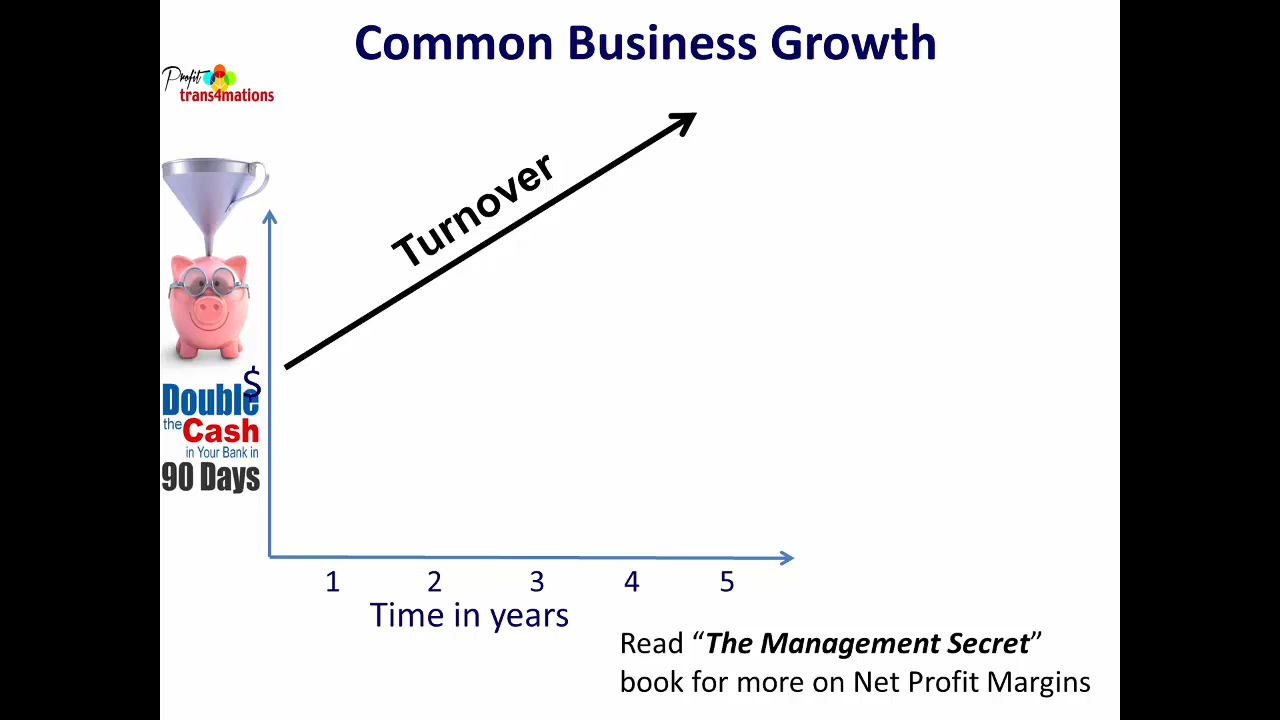 Common Business Growth
Profit
trans4mations
Turnover
$
Double
the Cash
in Your Bank in
90 Days
1 2 3 4 5
Time in years
Read “The Management Secret”
book for more on Net Profit Margins